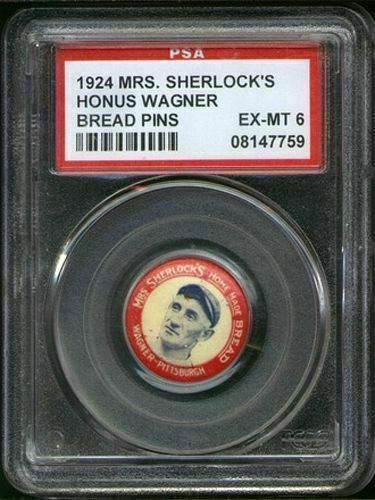 PSA
1924 MRS. SHERLOCK'S
HONUS WAGNER
BREAD PINS EX-MT 6
08147759
MRS SHERLOCK'S HOME MADE BREAD
WAGNER-PITTSBURGH